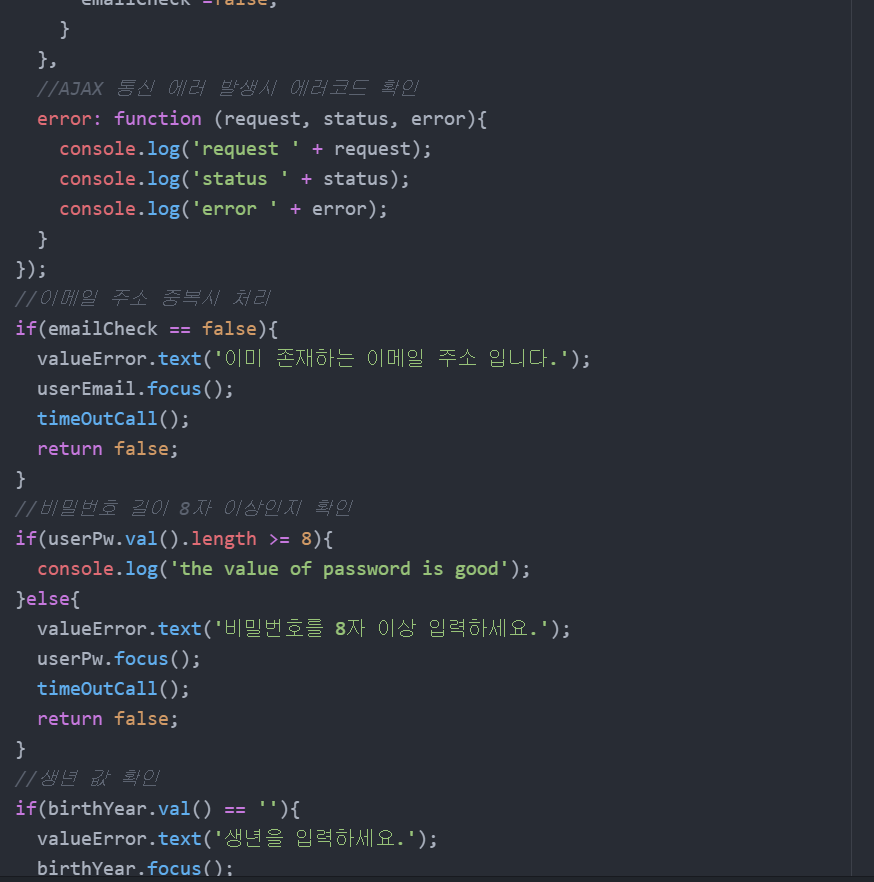 emailCheck =false;
}
},
//AJAX 통신 에러 발생시 에러코드 확인
error: function (request, status, error){
console.log('request ' + request);
console.log('status ' + status);
console.log('error ' + error);
}
});
//이메일 주소 중복시 처리
if(emailCheck == false){
valueError.text('이미 존재하는 이메일 주소 입니다.');
userEmail.focus();
timeOutCall();
return false;
}
//비밀번호 길이 8자 이상인지 확인
if(userPw.val().length >= 8){
console.log('the value of password is good');
}else{
valueError.text('비밀번호를 8자 이상 입력하세요.');
userPw.focus();
timeOutCall();
return false;
}
//생년 값 확인
if(birthYear.val() == ''){
valueError.text('생년을 입력하세요.');
birthYear.focus();